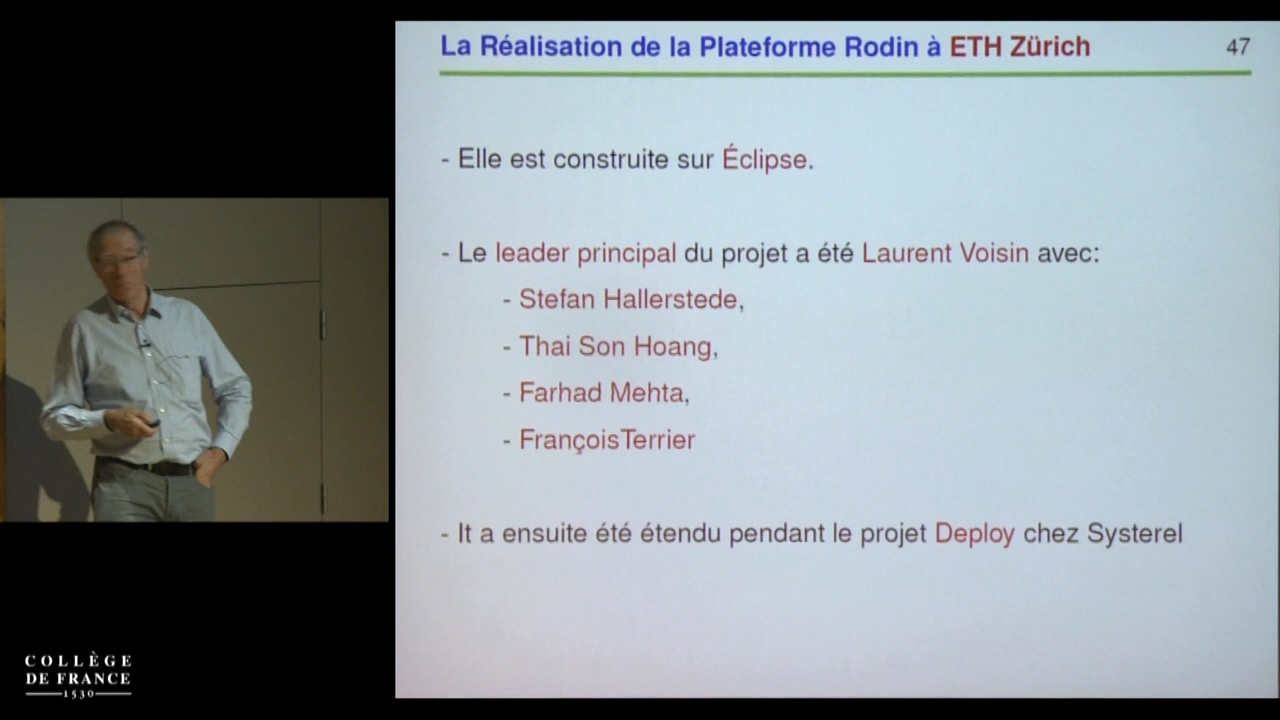 La Réalisation de la Plateforme Rodin à ETH Zürich 47
- Elle est construite sur Éclipse.
- Le leader principal du projet a été Laurent Voisin avec:
- Stefan Hallerstede,
- Thai Son Hoang,
- Farhad Mehta,
- FrançoisTerrier
- It a ensuite été étendu pendant le projet Deploy chez Systerel
COLLÈGE
DE FRANCE
1530